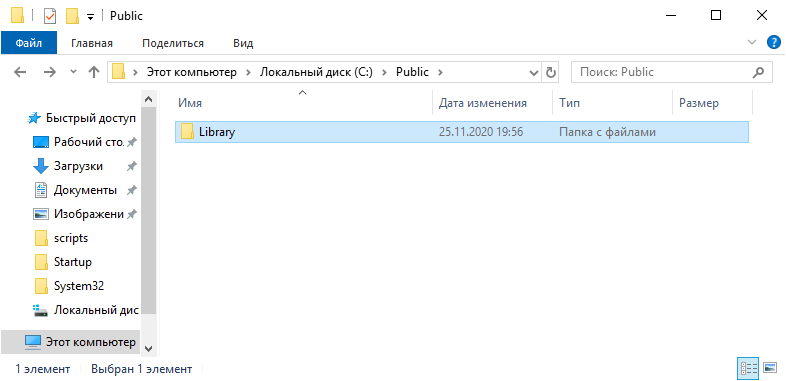 Public
Файл Главная Поделиться Вид
Этот компьютер Локальный диск (C:) Public Поиск: Public
Имя Дата изменения Тип Размер
Library 25.11.2020 19:56 Папка с файлами
Быстрый доступ
Рабочий сто.
Загрузки
Документы
Изображени
scripts
Startup
System32
Локальный дис
Этот компьютер
1 элемент Выбран 1 элемент